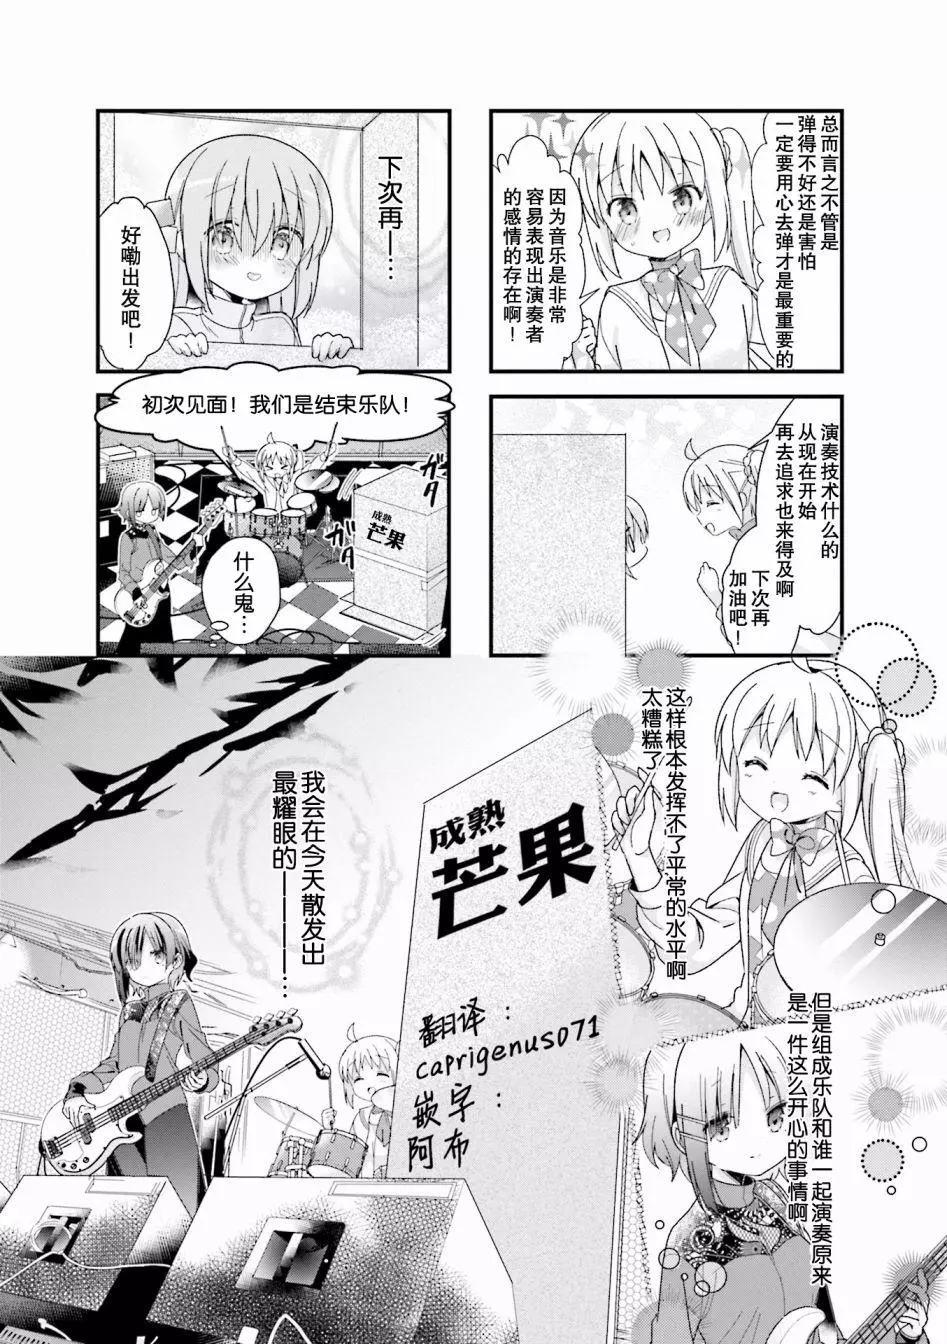 总而言之不管是
弹得不好还是害怕
一定要用心去弹才是最重要的
因为音乐是非常
容易表现出演奏者
的感情的存在啊！
演奏技术什么的
从现在开始
再去追求也来得及啊
下次再
加油吧！
下次再——…
好嘞出发吧！
初次见面！我们是结束乐队！
成熟
芒果
ガタ
ガタ
什么
鬼…
这样根本发挥不了平常的水平啊
太糟糕了
但是组成乐队和谁一起演奏原来
是一件这么开心的事情啊
我会在今天散发出
最耀眼的————…
成熟
芒果
翻译：
caprigenus071
嵌字：
阿布